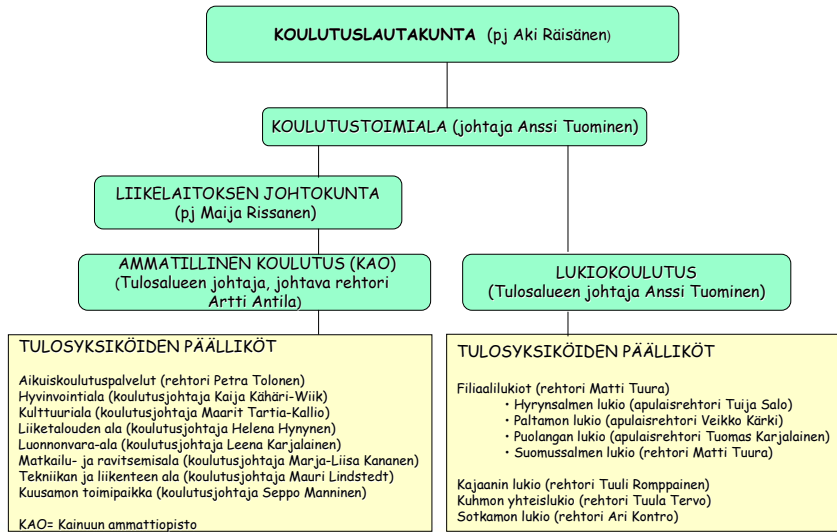 KOULUTUSLAUTAKUNTA (pj Aki Räisänen)
KOULUTUSTOIMIALA (johtaja Anssi Tuominen)
LIIKELAITOKSEN JOHTOKUNTA
(pj Maija Rissanen)
AMMATILLINEN KOULUTUS (KAO)
(Tulosalueen johtaja, johtava rehtori
Artti Antila)
LUKIOKOULUTUS
(Tulosalueen johtaja Anssi Tuominen)
TULOSYKSIKÖIDEN PÄÄLLIKÖT
Aikuiskoulutuspalvelut (rehtori Petra Tolonen)
Hyvinvointiala (koulutusjohtaja Kaija Kähäri-Wiik)
Kulttuuriala (koulutusjohtaja Maarit Tartia-Kallio)
Liiketalouden ala (koulutusjohtaja Helena Hynynen)
Luonnonvara-ala (koulutusjohtaja Leena Karjalainen)
Matkailu- ja ravitsemisala (koulutusjohtaja Marja-Liisa Kananen)
Tekniikan ja liikenteen ala (koulutusjohtaja Mauri Lindstedt)
Kuusamon toimipaikka (koulutusjohtaja Seppo Manninen)
KAO= Kainuun ammattiopisto
TULOSYKSIKÖIDEN PÄÄLLIKÖT
Filiaalilukiot (rehtori Matti Tuura)
• Hyrynsalmen lukio (apulaisrehtori Tuija Salo)
• Paltamon lukio (apulaisrehtori Veikko Kärki)
• Puolangan lukio (apulaisrehtori Tuomas Karjalainen)
• Suomussalmen lukio (rehtori Matti Tuura)
Kajaanin lukio (rehtori Tuuli Romppainen)
Kuhmon yhteislukio (rehtori Tuula Tervo)
Sotkamon lukio (rehtori Ari Kontro)